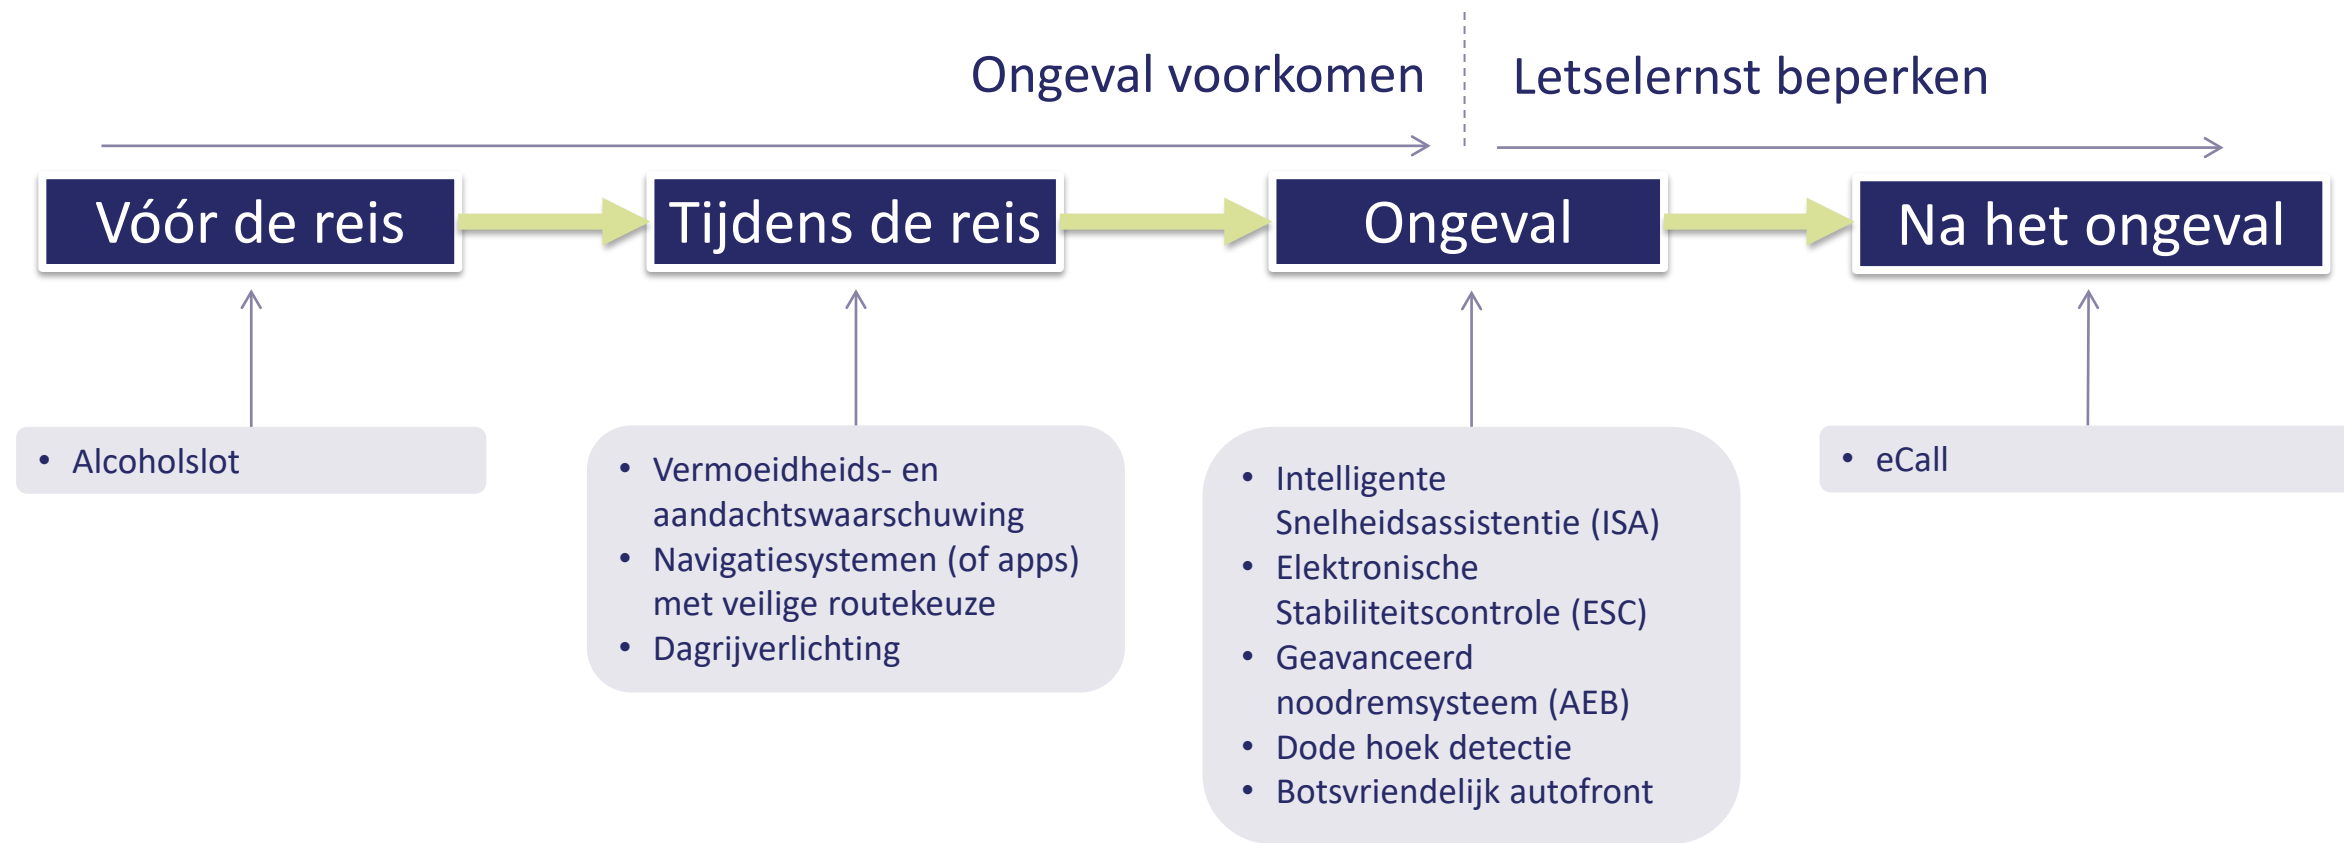 Ongeval voorkomen
Letselernst beperken
Vóór de reis
Tijdens de reis
Ongeval
Na het ongeval
• Alcoholslot
• Vermoeidheids- en
aandachtswaarschuwing
• Navigatiesystemen (of apps)
met veilige routekeuze
• Dagrijverlichting
• Intelligente
Snelheidsassistentie (ISA)
• Elektronische
Stabiliteitscontrole (ESC)
• Geavanceerd
noodremsysteem (AEB)
• Dode hoek detectie
• Botsvriendelijk autofront
• eCall